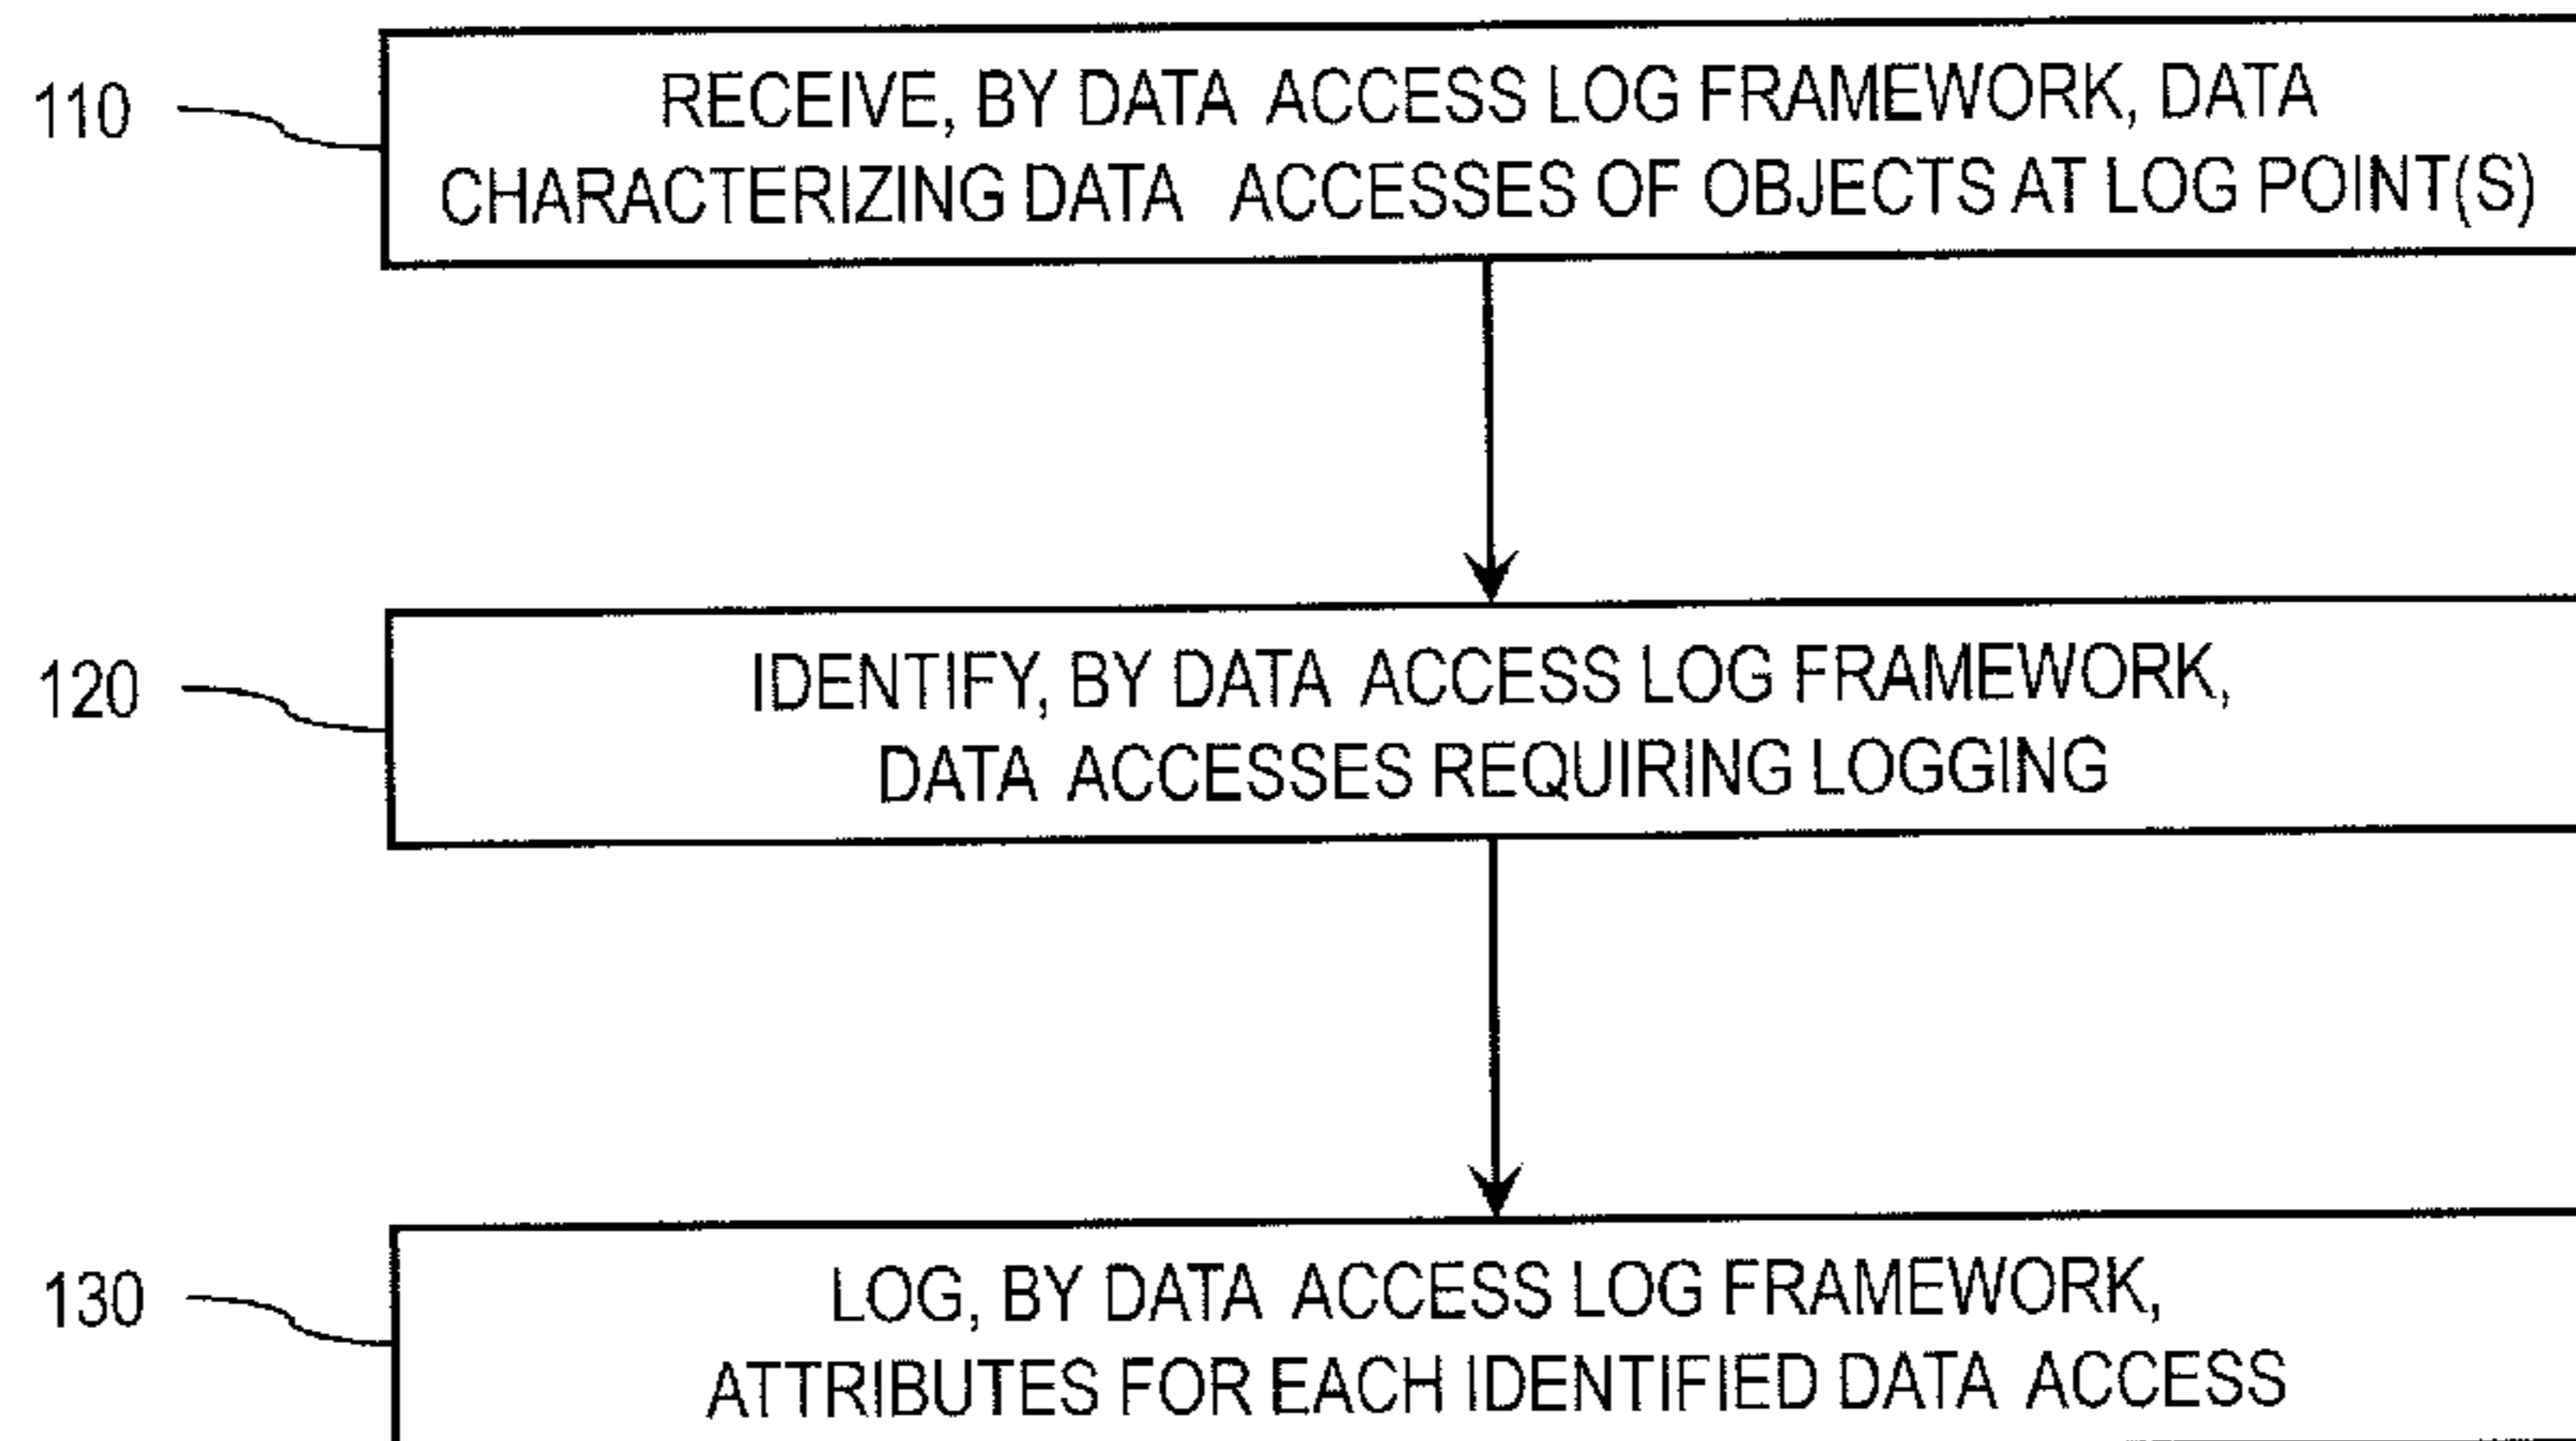 110
RECEIVE, BY DATA ACCESS LOG FRAMEWORK, DATA
CHARACTERIZING DATA ACCESSES OF OBJECTS AT LOG POINT(S)
120
IDENTIFY, BY DATA ACCESS LOG FRAMEWORK,
DATA ACCESSES REQUIRING LOGGING
130
LOG, BY DATA ACCESS LOG FRAMEWORK,
ATTRIBUTES FOR EACH IDENTIFIED DATA ACCESS